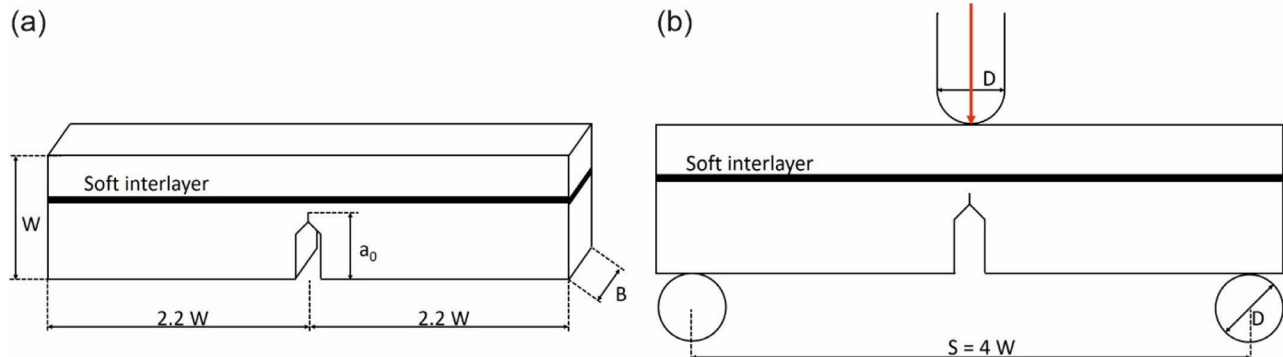 (a)
Soft interlayer
W
a₀
B
2.2 W
2.2 W
(b)
D
Soft interlayer
D
S = 4 W